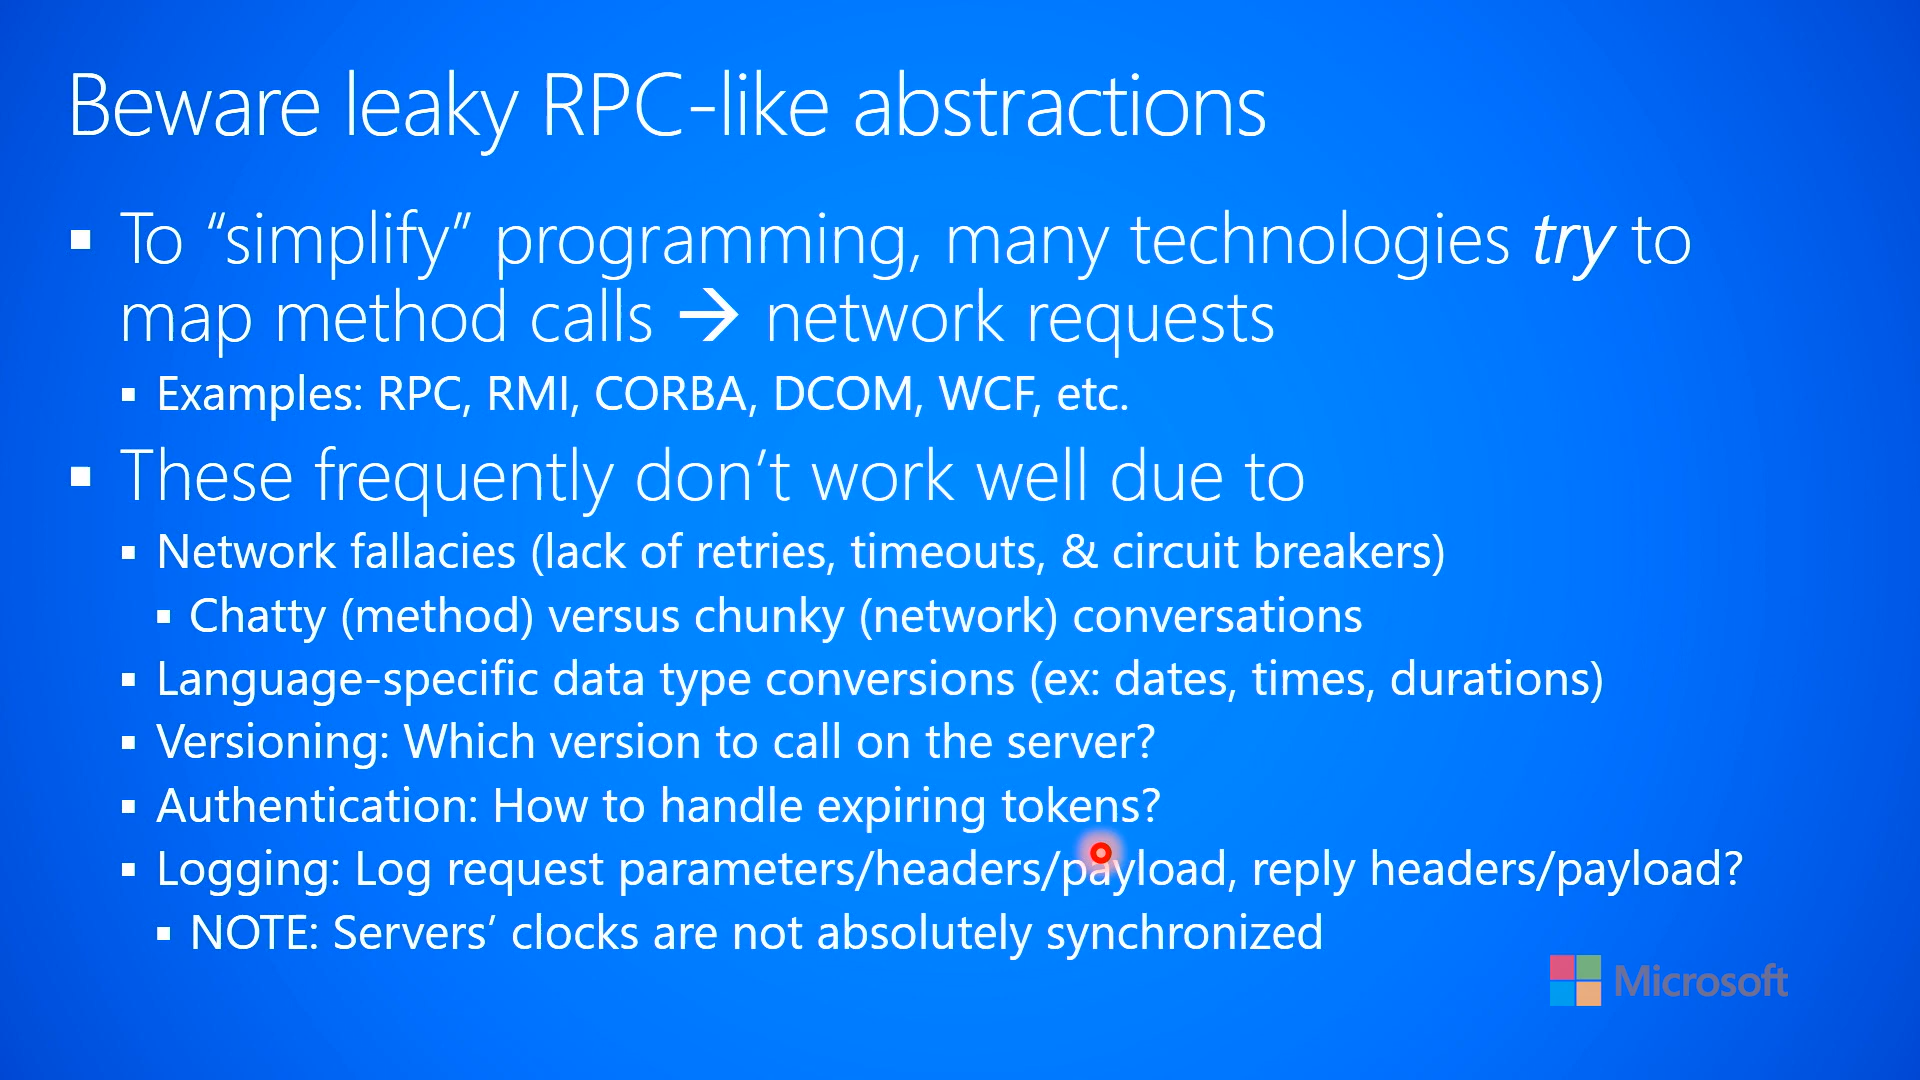 Beware leaky RPC-like abstractions
▪ To “simplify” programming, many technologies try to
map method calls → network requests
▪ Examples: RPC, RMI, CORBA, DCOM, WCF, etc.
▪ These frequently don’t work well due to
▪ Network fallacies (lack of retries, timeouts, & circuit breakers)
▪ Chatty (method) versus chunky (network) conversations
▪ Language-specific data type conversions (ex: dates, times, durations)
▪ Versioning: Which version to call on the server?
▪ Authentication: How to handle expiring tokens?
▪ Logging: Log request parameters/headers/payload, reply headers/payload?
▪ NOTE: Servers’ clocks are not absolutely synchronized
Microsoft